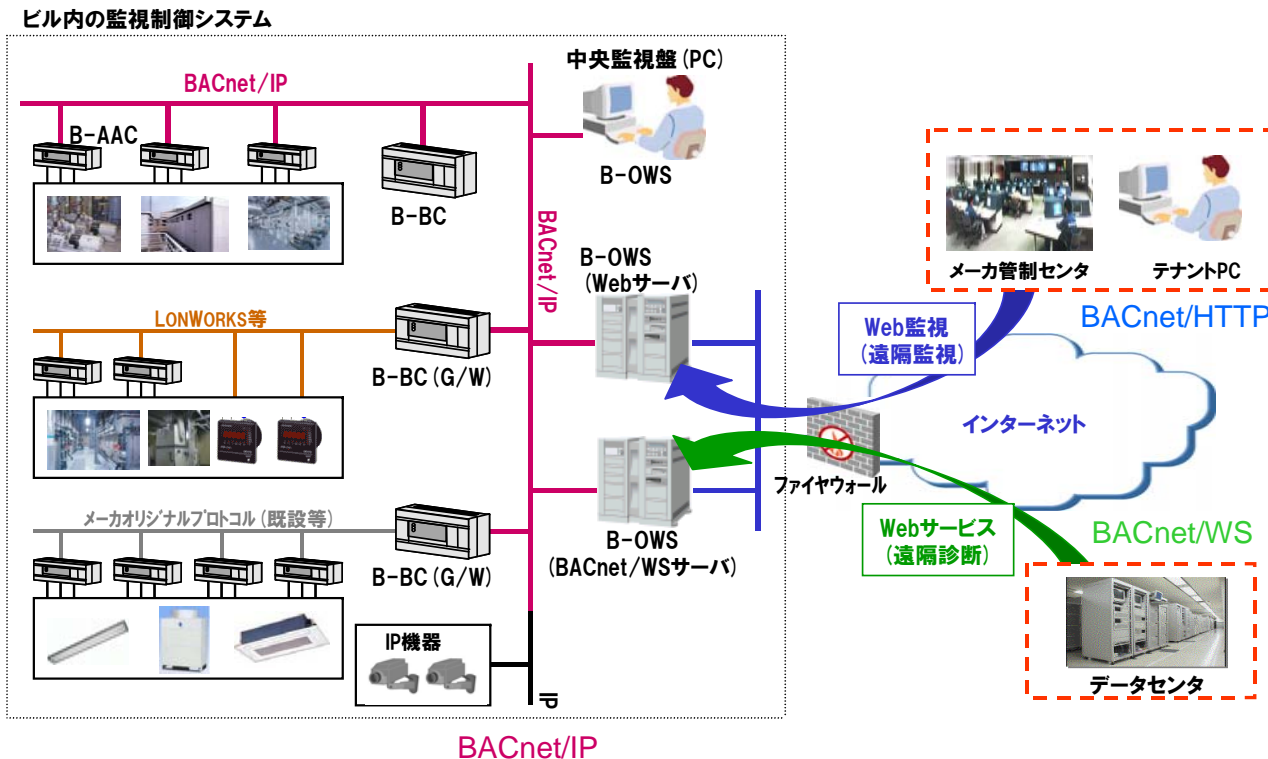 ビル内の監視制御システム
BACnet/IP
中央監視盤(PC)
B-AAC
B-OWS
B-BC
BACnet/IP
B-OWS
(Webサーバ)
メーカ管制センタ
テナントPC
BACnet/HTTP
Web監視
(遠隔監視)
LONWORKS等
B-BC(G/W)
インターネット
ファイヤウォール
メーカオリジナルプロトコル(既設等)
B-BC(G/W)
B-OWS
(BACnet/WSサーバ)
Webサービス
(遠隔診断)
BACnet/WS
IP機器
IP
データセンタ
BACnet/IP